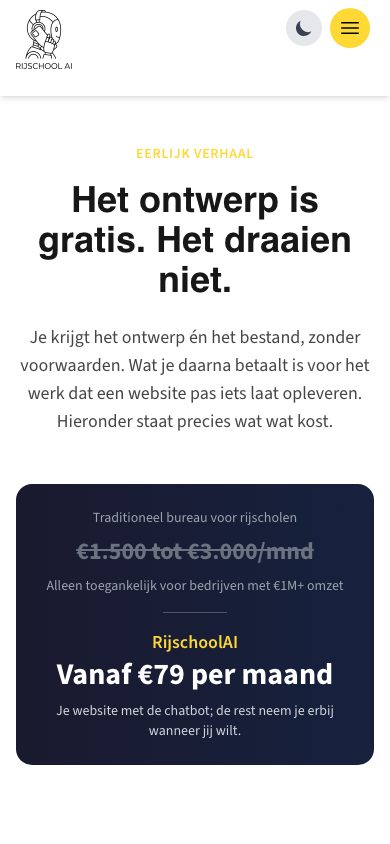 RIJSCHOOL AI
EERLIJK VERHAAL
Het ontwerp is
gratis. Het draaien
niet.
Je krijgt het ontwerp én het bestand, zonder
voorwaarden. Wat je daarna betaalt is voor het
werk dat een website pas iets laat opleveren.
Hieronder staat precies wat wat kost.
Traditioneel bureau voor rijscholen
€1.500 tot €3.000/mnd
Alleen toegankelijk voor bedrijven met €1M+ omzet
RijschoolAI
Vanaf €79 per maand
Je website met de chatbot; de rest neem je erbij
wanneer jij wilt.